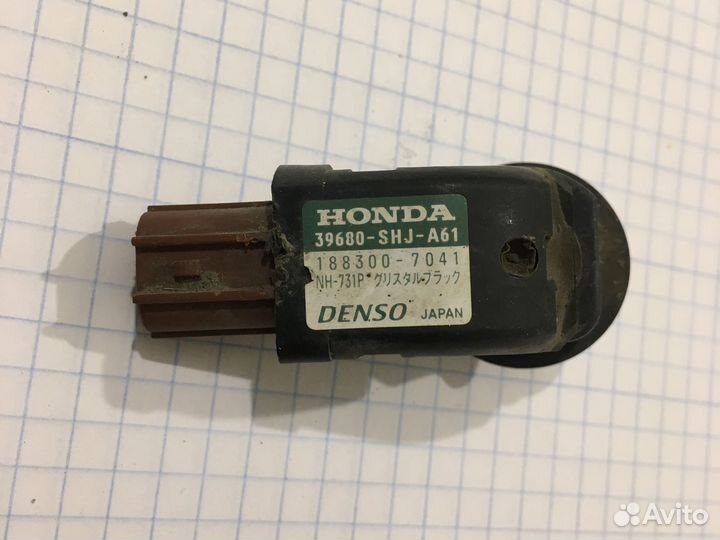 HONDA
39680-SHJ-A61
188300-7041
NH-731P クリスタルブラック
DENSO JAPAN
Avito